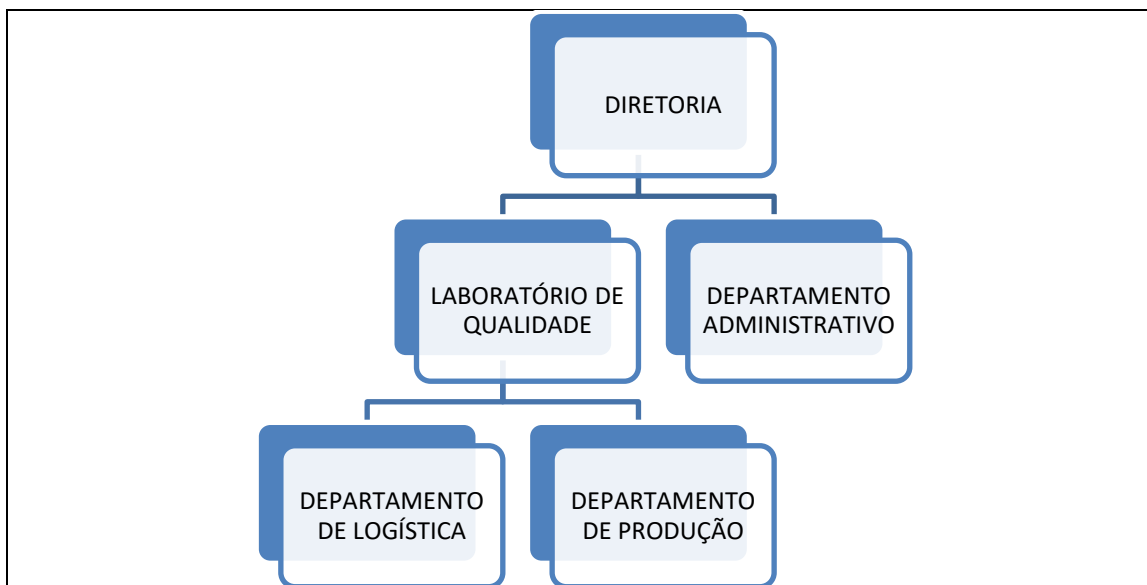 DIRETORIA
LABORATÓRIO DE
QUALIDADE
DEPARTAMENTO
ADMINISTRATIVO
DEPARTAMENTO
DE LOGÍSTICA
DEPARTAMENTO
DE PRODUÇÃO